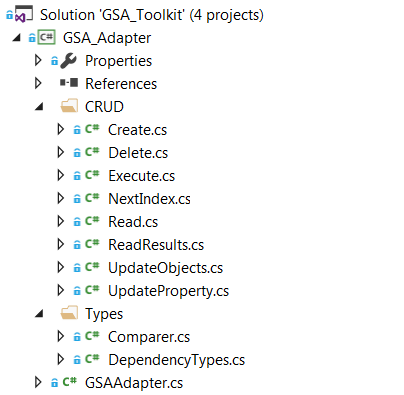 Solution 'GSA_Toolkit' (4 projects)
C# GSA_Adapter
Properties
References
CRUD
C# Create.cs
C# Delete.cs
C# Execute.cs
C# NextIndex.cs
C# Read.cs
C# ReadResults.cs
C# UpdateObjects.cs
C# UpdateProperty.cs
Types
C# Comparer.cs
C# DependencyTypes.cs
C# GSAAdapter.cs